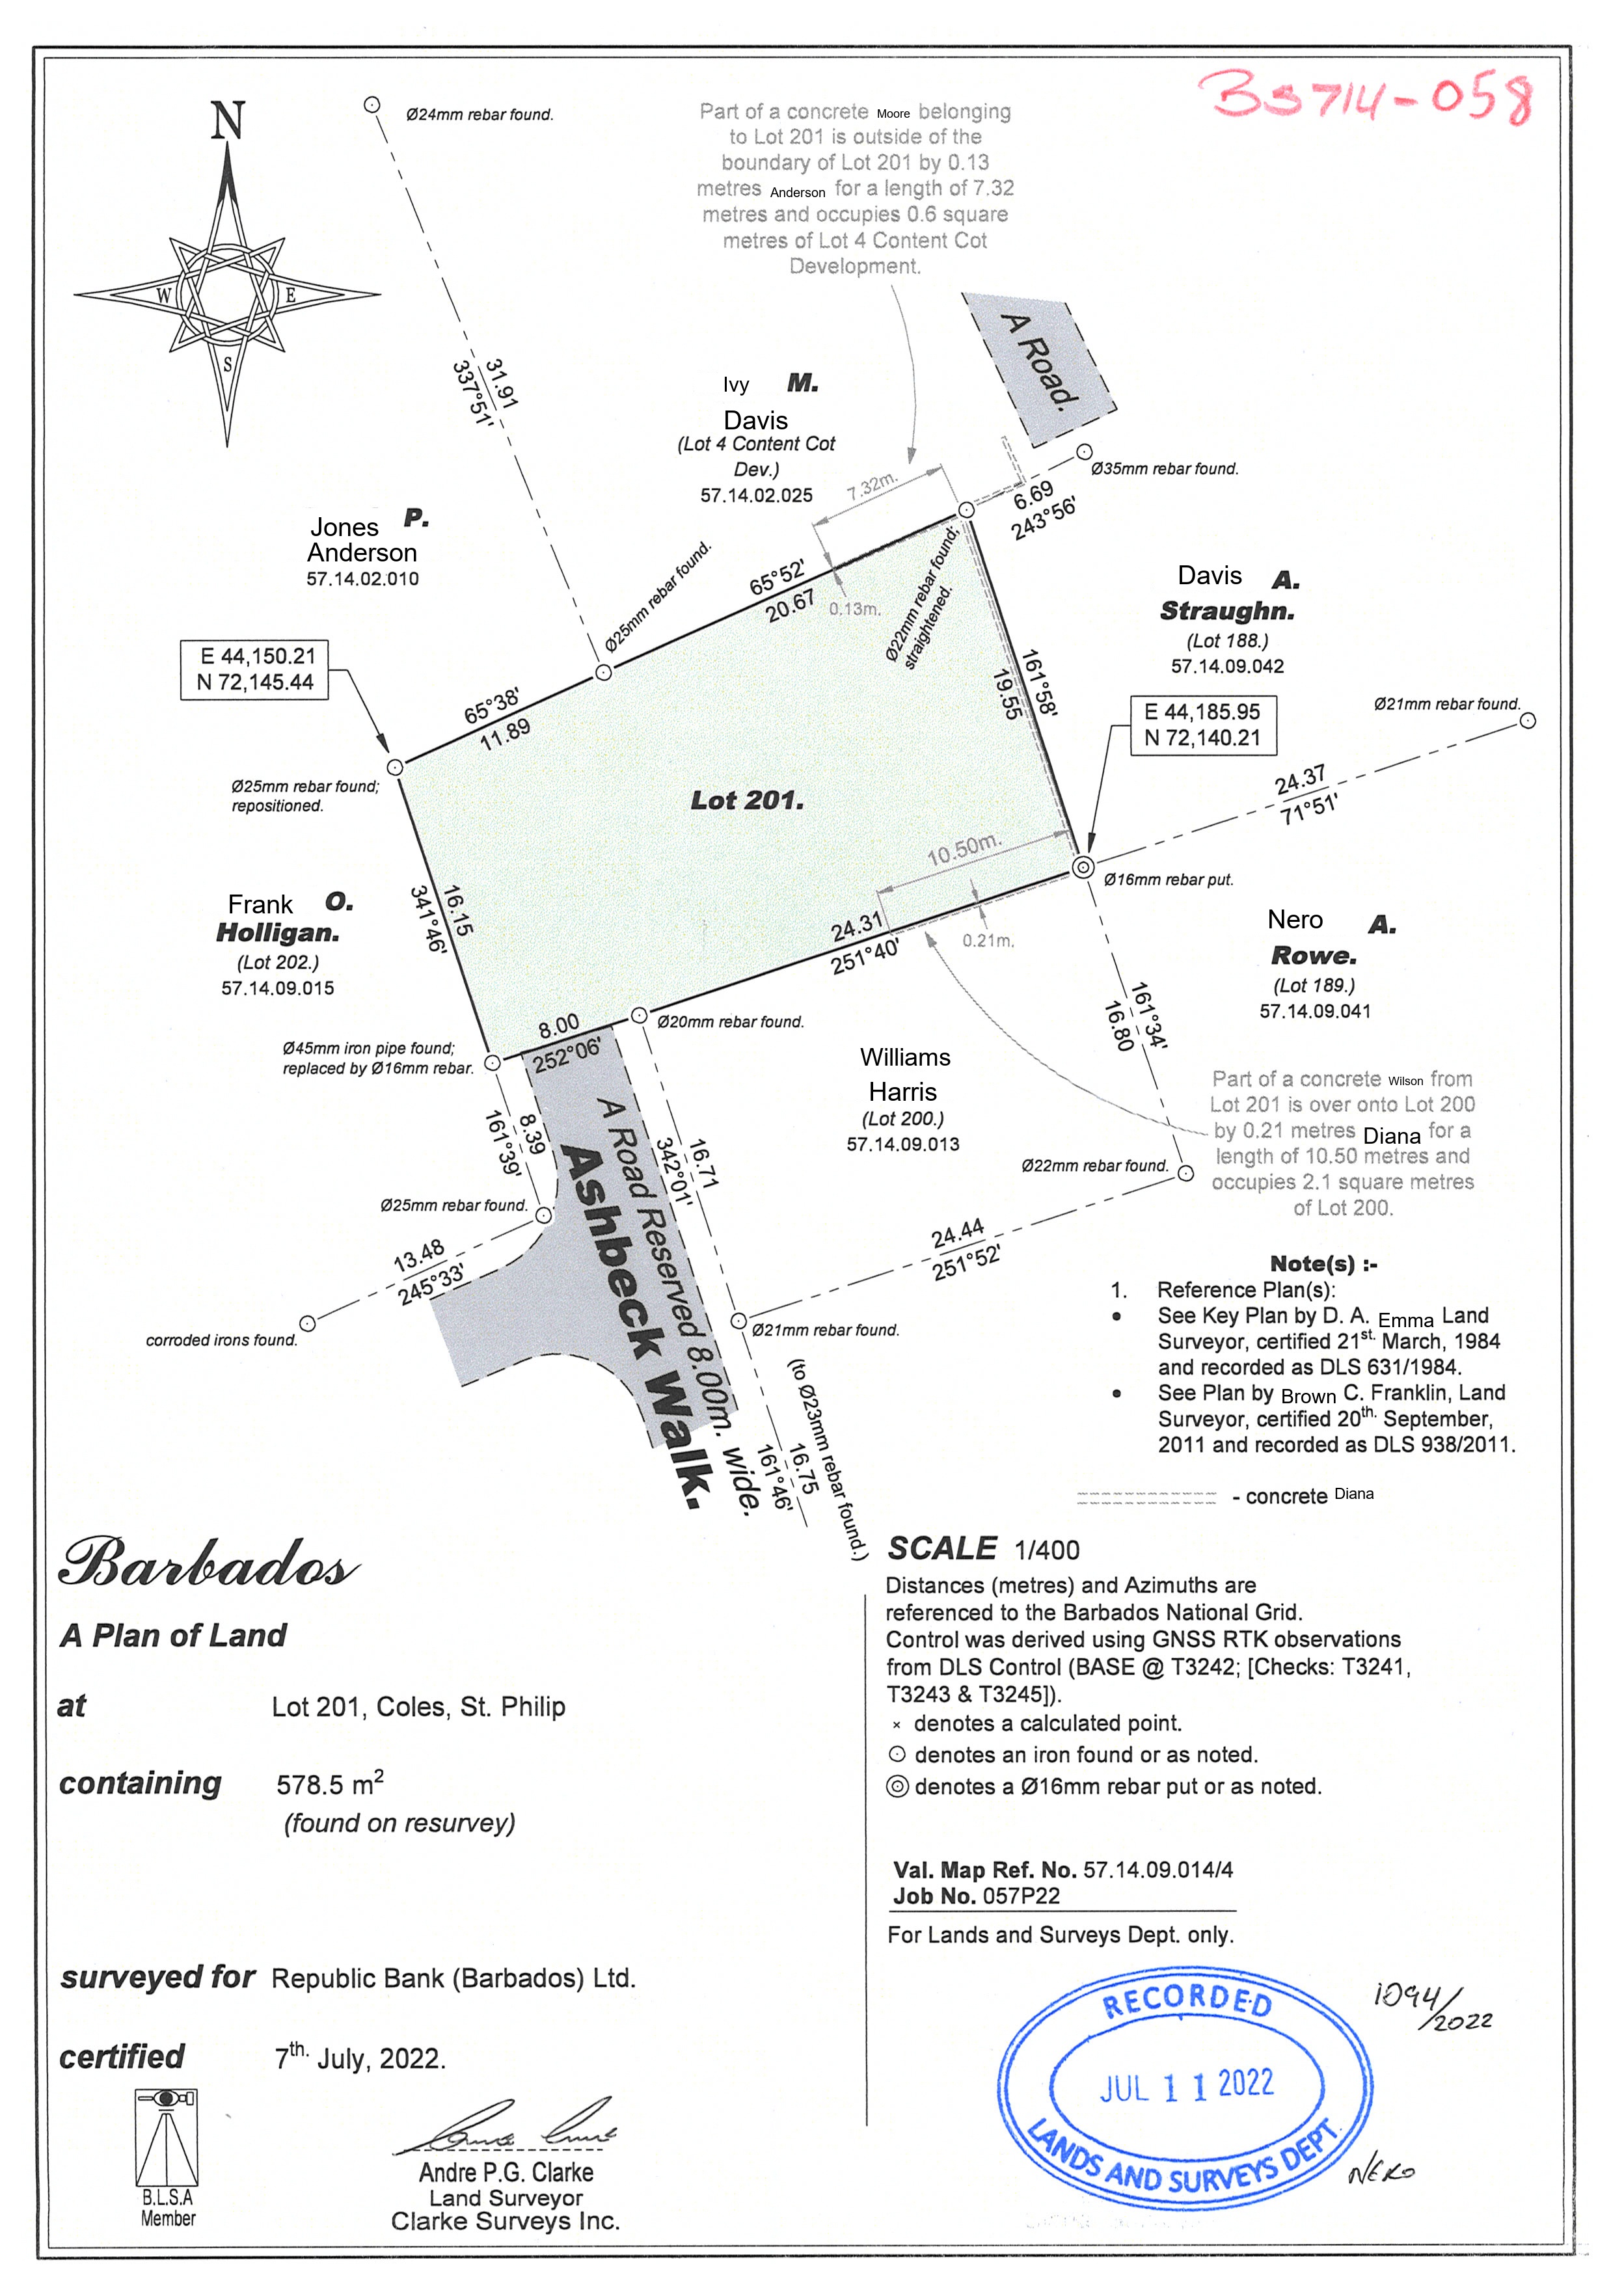 BS714-058
N
W
E
S
Ø24mm rebar found.
Part of a concrete Moore belonging
to Lot 201 is outside of the
boundary of Lot 201 by 0.13
metres Anderson for a length of 7.32
metres and occupies 0.6 square
metres of Lot 4 Content Cot
Development.
A Road.
31.91
337°51'
Ivy M.
Davis
(Lot 4 Content Cot
Dev.)
57.14.02.025
7.32m.
Ø35mm rebar found.
6.69
243°56'
Jones P.
Anderson
57.14.02.010
Ø25mm rebar found.
65°52'
20.67
0.13m.
Ø22mm rebar found;
straightened.
Davis A.
Straughn.
(Lot 188.)
57.14.09.042
E 44,150.21
N 72,145.44
65°38'
11.89
161°58'
19.55
E 44,185.95
N 72,140.21
Ø21mm rebar found.
Ø25mm rebar found;
repositioned.
Lot 201.
24.37
71°51'
10.50m.
Ø16mm rebar put.
16.15
341°46'
Frank O.
Holligan.
(Lot 202.)
57.14.09.015
24.31
251°40'
0.21m.
Nero A.
Rowe.
(Lot 189.)
57.14.09.041
161°34'
16.80
8.00
252°06'
Ø20mm rebar found.
Ø45mm iron pipe found;
replaced by Ø16mm rebar.
Williams
Harris
(Lot 200.)
57.14.09.013
Part of a concrete Wilson from
Lot 201 is over onto Lot 200
by 0.21 metres Diana for a
length of 10.50 metres and
occupies 2.1 square metres
of Lot 200.
8.39
161°39'
A Road Reserved 8.00m. wide.
Ashbeck Walk.
16.71
342°01'
Ø22mm rebar found.
Ø25mm rebar found.
13.48
245°33'
24.44
251°52'
corroded irons found.
Ø21mm rebar found.
(to Ø23mm rebar found.)
16.75
161°46'
Note(s) :-
1. Reference Plan(s):
• See Key Plan by D. A. Emma Land
Surveyor, certified 21st. March, 1984
and recorded as DLS 631/1984.
• See Plan by Brown C. Franklin, Land
Surveyor, certified 20th. September,
2011 and recorded as DLS 938/2011.
- concrete Diana
Barbados
A Plan of Land
at Lot 201, Coles, St. Philip
containing 578.5 m²
(found on resurvey)
surveyed for Republic Bank (Barbados) Ltd.
certified 7th. July, 2022.
B.L.S.A
Member
Andre P.G. Clarke
Land Surveyor
Clarke Surveys Inc.
SCALE 1/400
Distances (metres) and Azimuths are
referenced to the Barbados National Grid.
Control was derived using GNSS RTK observations
from DLS Control (BASE @ T3242; [Checks: T3241,
T3243 & T3245]).
× denotes a calculated point.
denotes an iron found or as noted.
denotes a Ø16mm rebar put or as noted.
Val. Map Ref. No. 57.14.09.014/4
Job No. 057P22
For Lands and Surveys Dept. only.
RECORDED
JUL 11 2022
LANDS AND SURVEYS DEPT.
1094/2022
NERO